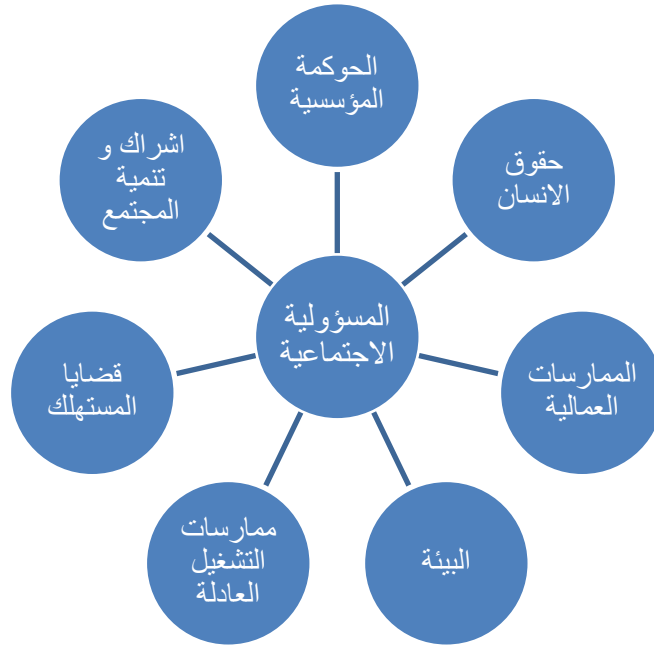 الحوكمة
المؤسسية
حقوق
الانسان
الممارسات
العمالية
البيئة
ممارسات
التشغيل
العادلة
قضايا
المستهلك
اشراك و
تنمية
المجتمع
المسؤولية
الاجتماعية